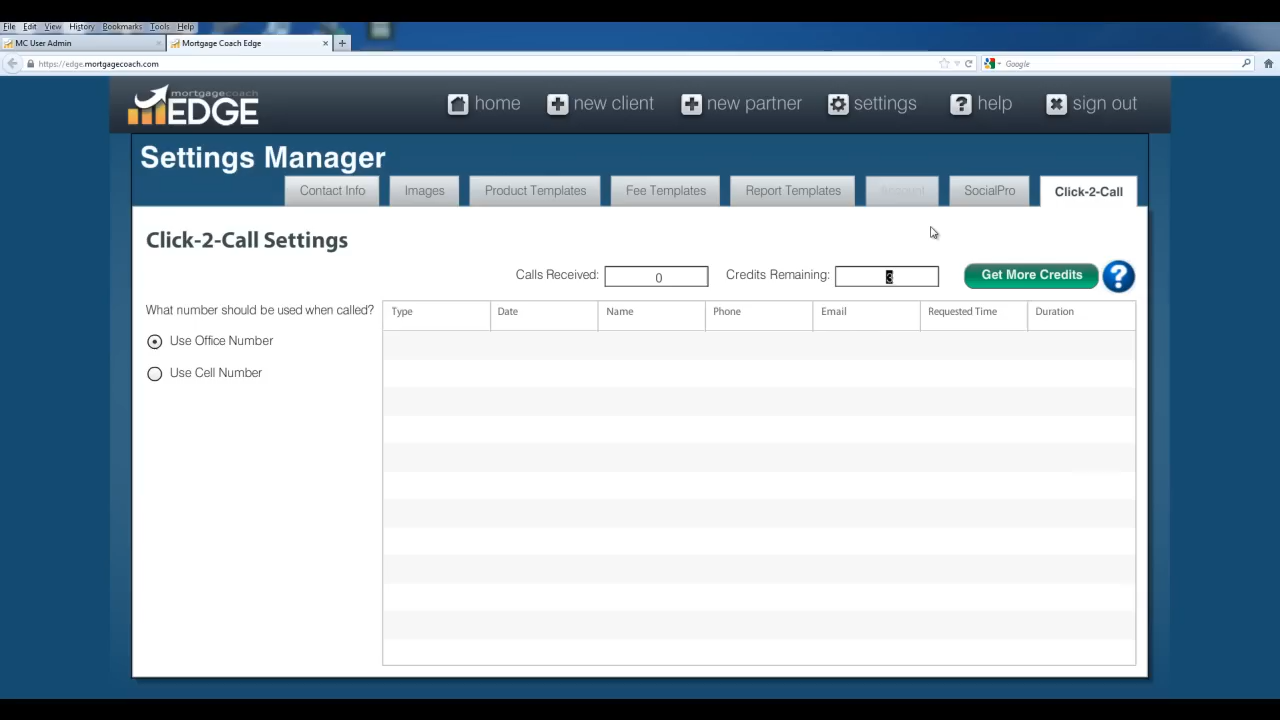 File Edit View History Bookmarks Tools Help
MC User Admin
Mortgage Coach Edge
https://edge.mortgagecoach.com
Google
mortgagecoach
EDGE
home
new client
new partner
settings
help
sign out
Settings Manager
Contact Info
Images
Product Templates
Fee Templates
Report Templates
SocialPro
Click-2-Call
Click-2-Call Settings
Calls Received: 0
Credits Remaining: 3
Get More Credits
?
What number should be used when called?
Use Office Number
Use Cell Number
Type Date Name Phone Email Requested Time Duration